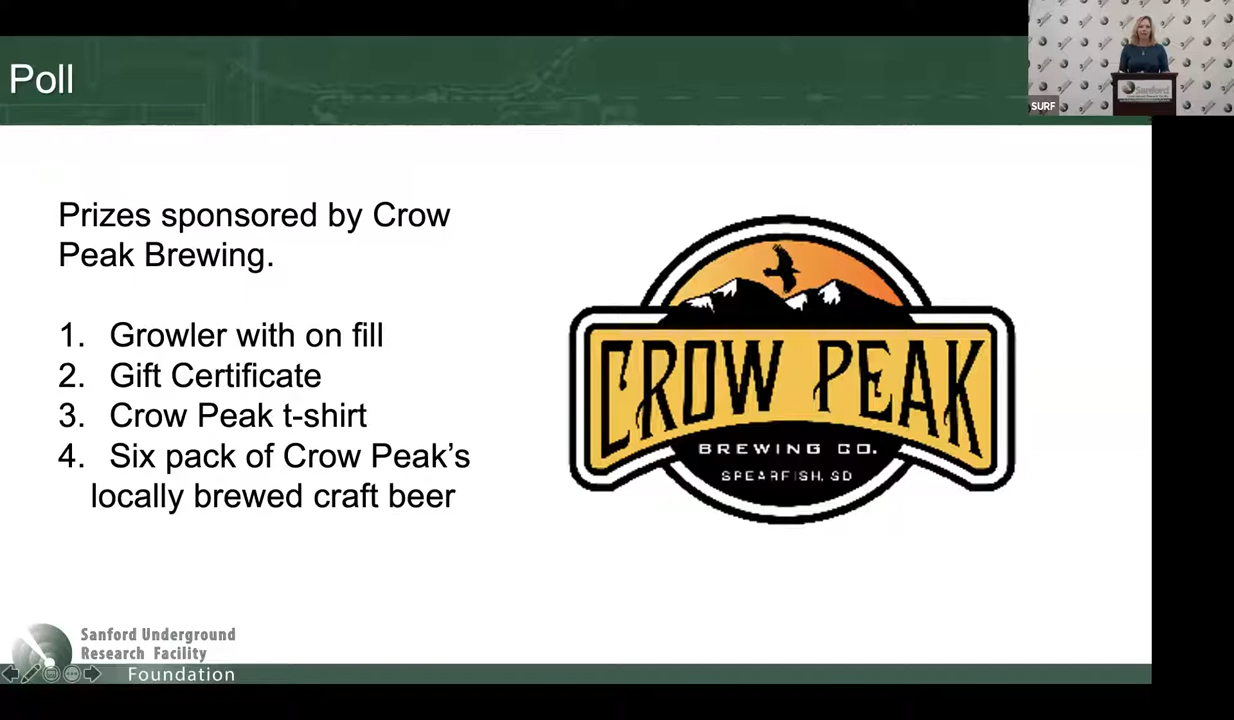 Poll
SURF
Sanford
Prizes sponsored by Crow
Peak Brewing.
1. Growler with on fill
2. Gift Certificate
3. Crow Peak t-shirt
4. Six pack of Crow Peak’s
locally brewed craft beer
CROW PEAK
BREWING CO.
SPEARFISH, SD
Sanford Underground
Research Facility
Foundation